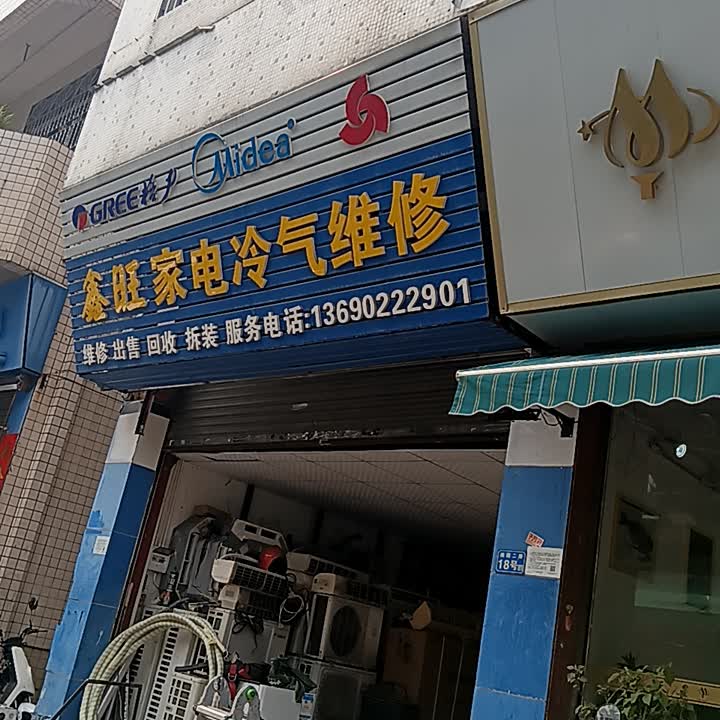 GREE格力 Midea
鑫旺家电冷气维修
维修 出售 回收 拆装 服务电话:13690222901
18号